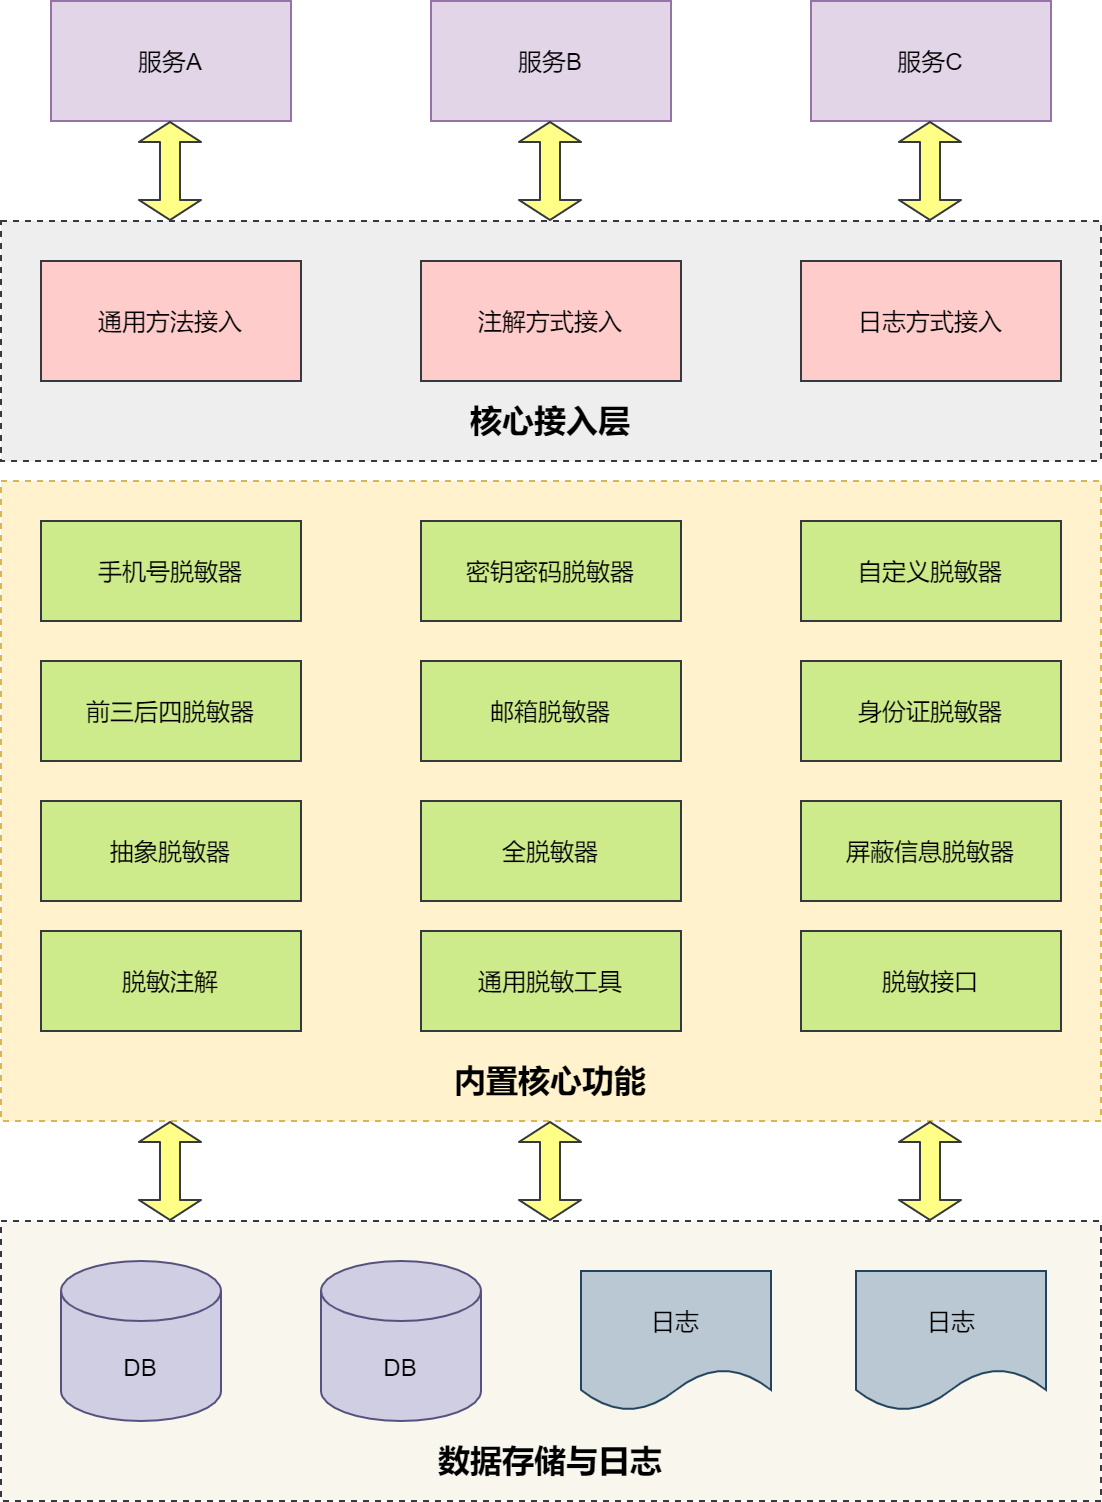 服务A
服务B
服务C
通用方法接入
注解方式接入
日志方式接入
核心接入层
手机号脱敏器
密钥密码脱敏器
自定义脱敏器
前三后四脱敏器
邮箱脱敏器
身份证脱敏器
抽象脱敏器
全脱敏器
屏蔽信息脱敏器
脱敏注解
通用脱敏工具
脱敏接口
内置核心功能
DB
DB
日志
日志
数据存储与日志